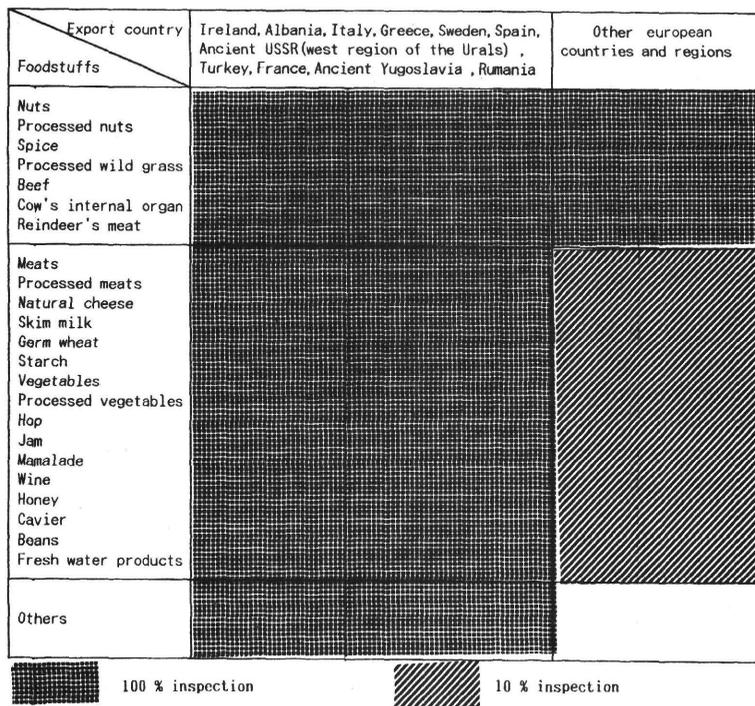 Export country
Foodstuffs
Ireland, Albania, Italy, Greece, Sweden, Spain,
Ancient USSR(west region of the Urals) ,
Turkey, France, Ancient Yugoslavia , Rumania
Other european
countries and regions
Nuts
Processed nuts
Spice
Processed wild grass
Beef
Cow's internal organ
Reindeer's meat
Meats
Processed meats
Natural cheese
Skim milk
Germ wheat
Starch
Vegetables
Processed vegetables
Hop
Jam
Mamalade
Wine
Honey
Cavier
Beans
Fresh water products
Others
100 % inspection
10 % inspection